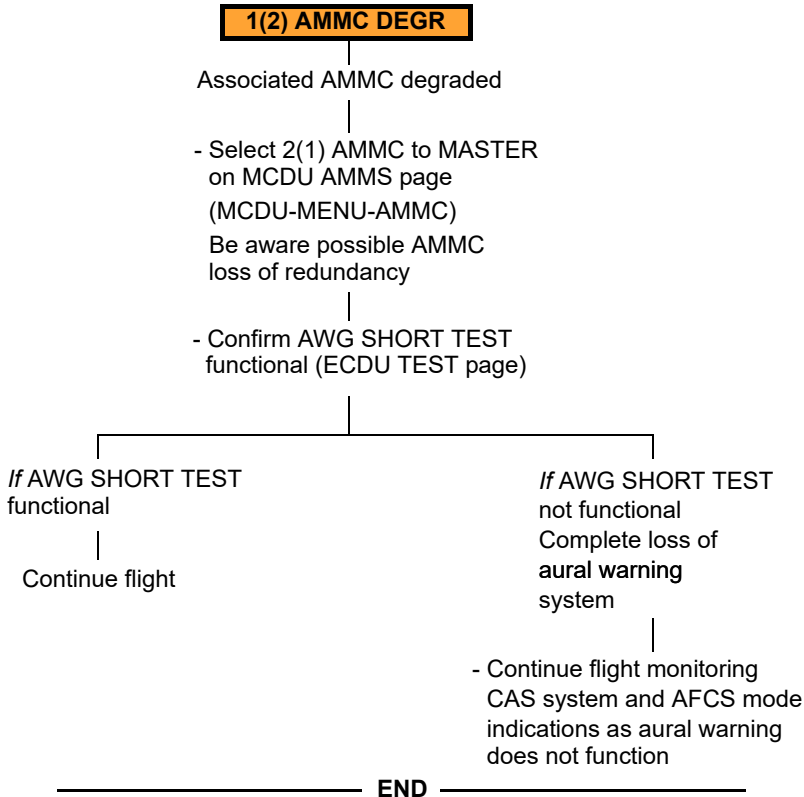 1(2) AMMC DEGR
Associated AMMC degraded
- Select 2(1) AMMC to MASTER
on MCDU AMMS page
(MCDU-MENU-AMMC)
Be aware possible AMMC
loss of redundancy
- Confirm AWG SHORT TEST
functional (ECDU TEST page)
If AWG SHORT TEST
functional
Continue flight
If AWG SHORT TEST
not functional
Complete loss of
aural warning
system
- Continue flight monitoring
CAS system and AFCS mode
indications as aural warning
does not function
END